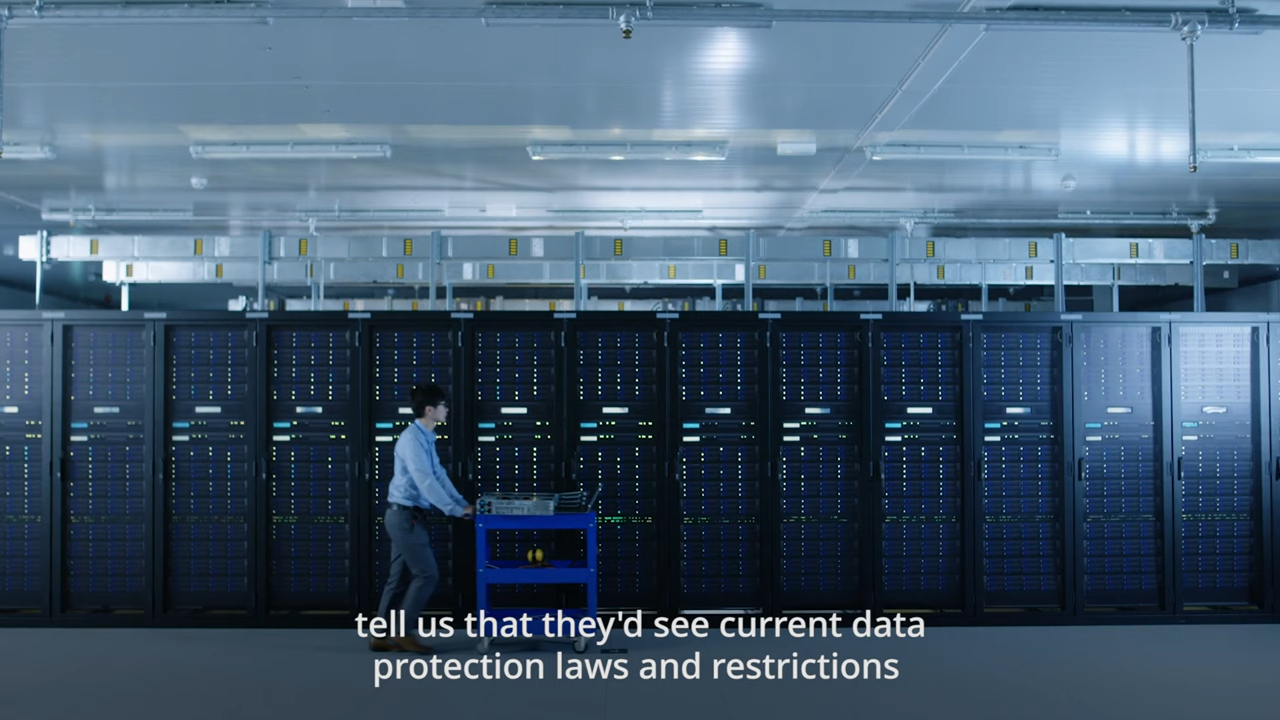 tell us that they'd see current data
protection laws and restrictions